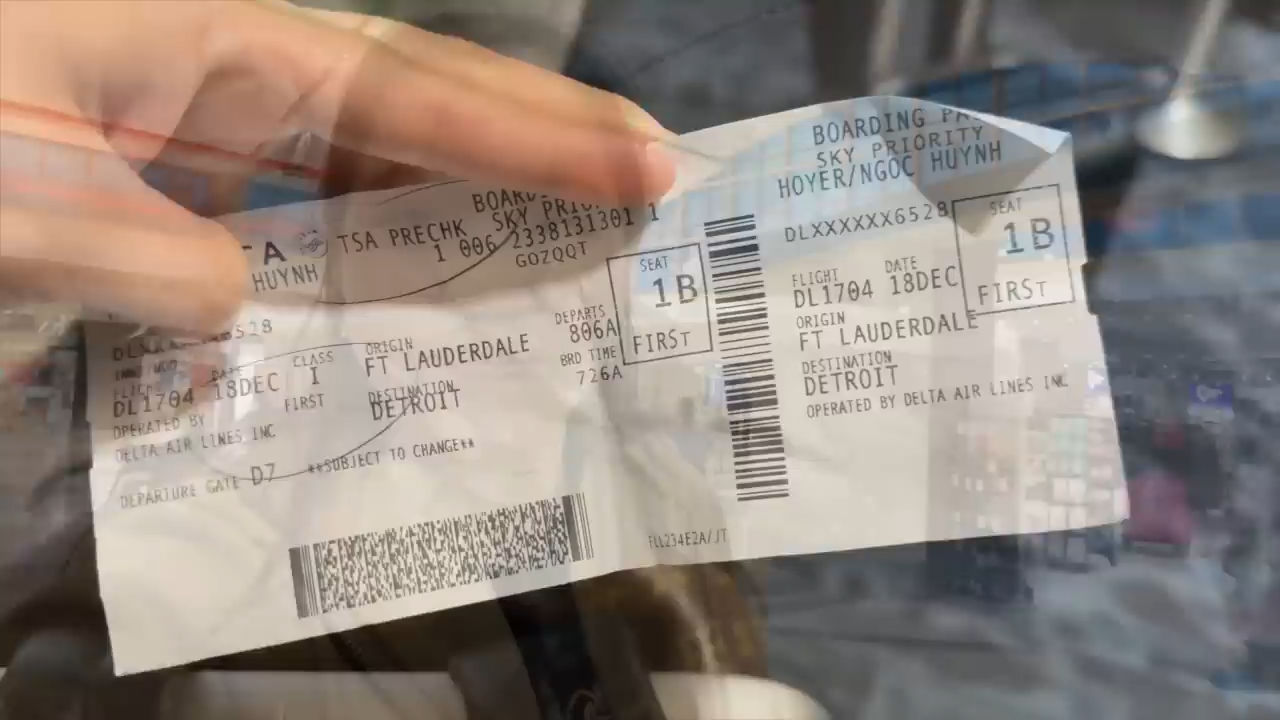 BOARDING
TSA PRECHK SKY
1 006 2338131301 1
HUYNH
GOZQQT
SEAT
1B
FIRST
DEPARTS
806A
BRD TIME
726A
DATE CLASS ORIGIN
DL1704 18DEC 1 FT LAUDERDALE
FIRST
DESTINATION
DETROIT
OPERATED BY
DELTA AIR LINES INC
**SUBJECT TO CHANGE**
DEPARTURE GATE D7
FLL234E2A/JT
BOARDING
SKY PRIORITY
HOYER/NGOC HUYNH
DLXXXXXX6528
SEAT
1B
FIRST
FLIGHT DATE
DL1704 18DEC
ORIGIN
FT LAUDERDALE
DESTINATION
DETROIT
OPERATED BY DELTA AIR LINES INC